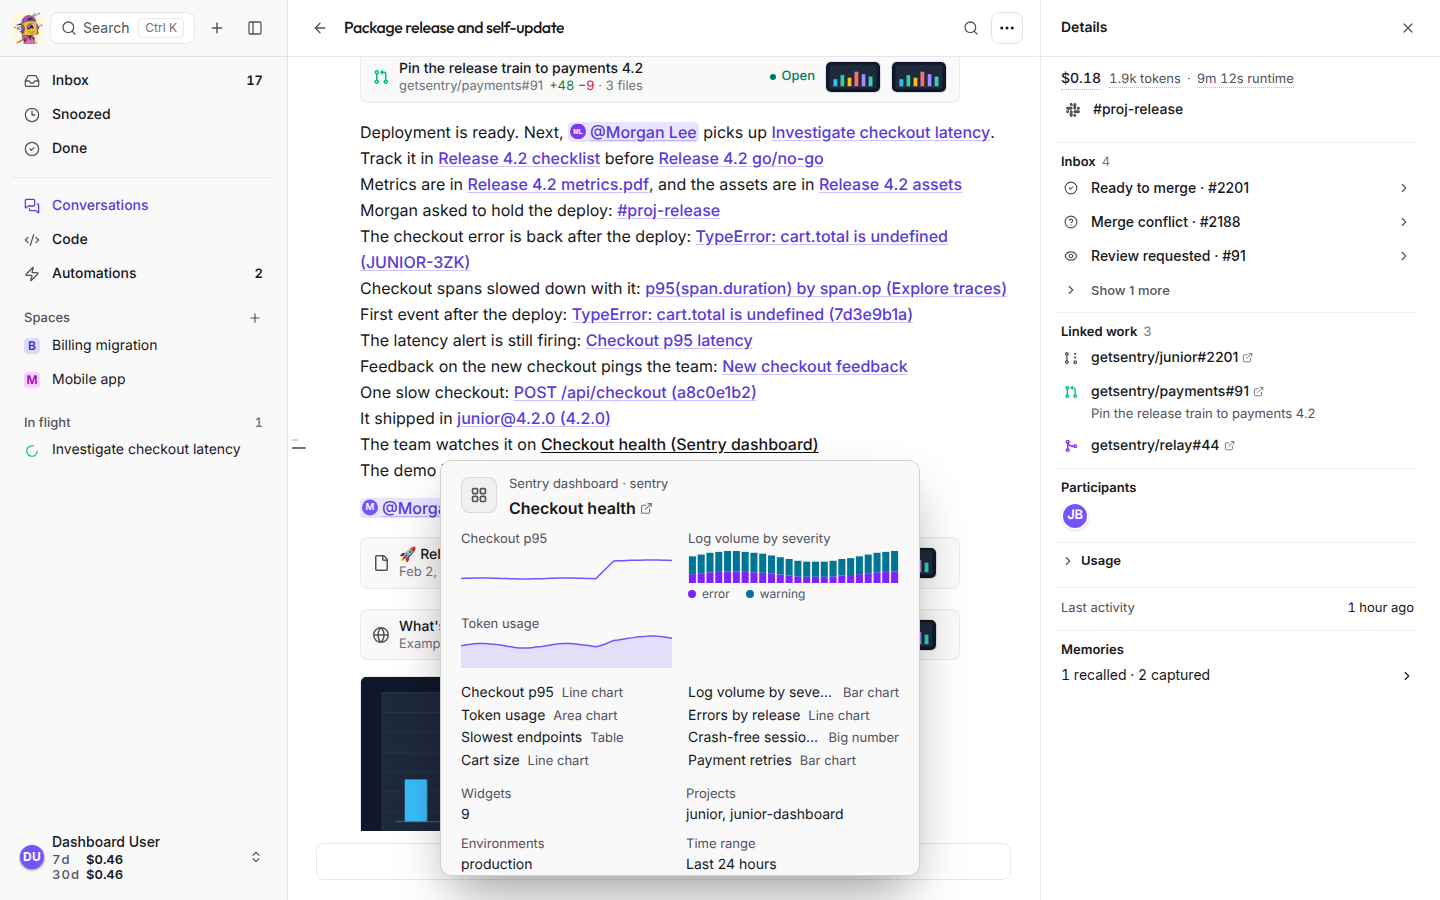 Search Ctrl K
Inbox 17
Snoozed
Done
Conversations
Code
Automations 2
Spaces
B Billing migration
M Mobile app
In flight 1
Investigate checkout latency
DU Dashboard User
7d $0.46
30d $0.46
Package release and self-update
Pin the release train to payments 4.2
getsentry/payments#91 +48 −9 · 3 files
Open
Deployment is ready. Next, ML @Morgan Lee picks up Investigate checkout latency.
Track it in Release 4.2 checklist before Release 4.2 go/no-go
Metrics are in Release 4.2 metrics.pdf, and the assets are in Release 4.2 assets
Morgan asked to hold the deploy: #proj-release
The checkout error is back after the deploy: TypeError: cart.total is undefined
(JUNIOR-3ZK)
Checkout spans slowed down with it: p95(span.duration) by span.op (Explore traces)
First event after the deploy: TypeError: cart.total is undefined (7d3e9b1a)
The latency alert is still firing: Checkout p95 latency
Feedback on the new checkout pings the team: New checkout feedback
One slow checkout: POST /api/checkout (a8c0e1b2)
It shipped in junior@4.2.0 (4.2.0)
The team watches it on Checkout health (Sentry dashboard)
The demo
M @Morga
🚀 Rel
Feb 2,
What's
Examp
Sentry dashboard · sentry
Checkout health
Checkout p95
Log volume by severity
error warning
Token usage
Checkout p95 Line chart
Log volume by seve... Bar chart
Token usage Area chart
Errors by release Line chart
Slowest endpoints Table
Crash-free sessio... Big number
Cart size Line chart
Payment retries Bar chart
Widgets
9
Projects
junior, junior-dashboard
Environments
production
Time range
Last 24 hours
Details
$0.18 1.9k tokens · 9m 12s runtime
#proj-release
Inbox 4
Ready to merge · #2201
Merge conflict · #2188
Review requested · #91
Show 1 more
Linked work 3
getsentry/junior#2201
getsentry/payments#91
Pin the release train to payments 4.2
getsentry/relay#44
Participants
JB
Usage
Last activity 1 hour ago
Memories
1 recalled · 2 captured